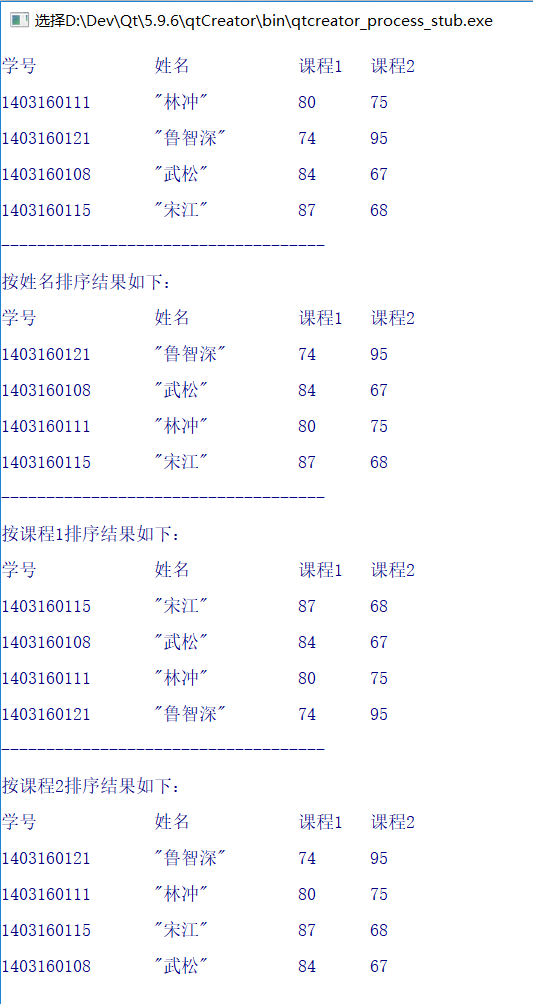 选择D:\Dev\Qt\5.9.6\qtCreator\bin\qtcreator_process_stub.exe
学号 姓名 课程1 课程2
1403160111 "林冲" 80 75
1403160121 "鲁智深" 74 95
1403160108 "武松" 84 67
1403160115 "宋江" 87 68
------------------------------------
按姓名排序结果如下:
学号 姓名 课程1 课程2
1403160121 "鲁智深" 74 95
1403160108 "武松" 84 67
1403160111 "林冲" 80 75
1403160115 "宋江" 87 68
------------------------------------
按课程1排序结果如下:
学号 姓名 课程1 课程2
1403160115 "宋江" 87 68
1403160108 "武松" 84 67
1403160111 "林冲" 80 75
1403160121 "鲁智深" 74 95
------------------------------------
按课程2排序结果如下:
学号 姓名 课程1 课程2
1403160121 "鲁智深" 74 95
1403160111 "林冲" 80 75
1403160115 "宋江" 87 68
1403160108 "武松" 84 67